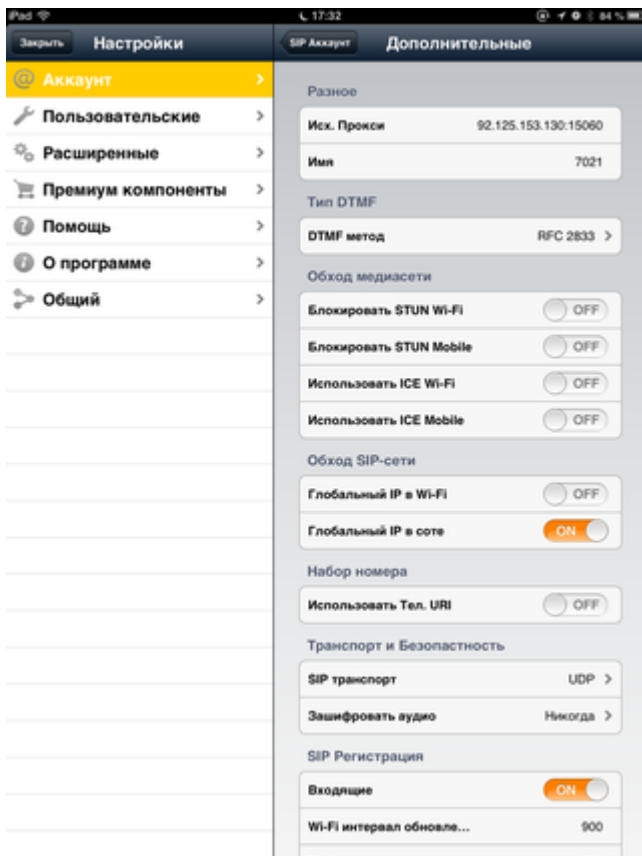 iPad 17:32 84 %
Закрыть Настройки
SIP Аккаунт Дополнительные
Аккаунт
Пользовательские
Расширенные
Премиум компоненты
Помощь
О программе
Общий
Разное
Исх. Прокси 92.125.153.130:15060
Имя 7021
Тип DTMF
DTMF метод RFC 2833
Обход медиасети
Блокировать STUN Wi-Fi OFF
Блокировать STUN Mobile OFF
Использовать ICE Wi-Fi OFF
Использовать ICE Mobile OFF
Обход SIP-сети
Глобальный IP в Wi-Fi OFF
Глобальный IP в соте ON
Набор номера
Использовать Тел. URI OFF
Транспорт и Безопастность
SIP транспорт UDP
Зашифровать аудио Никогда
SIP Регистрация
Входящие ON
Wi-Fi интервал обновле... 900